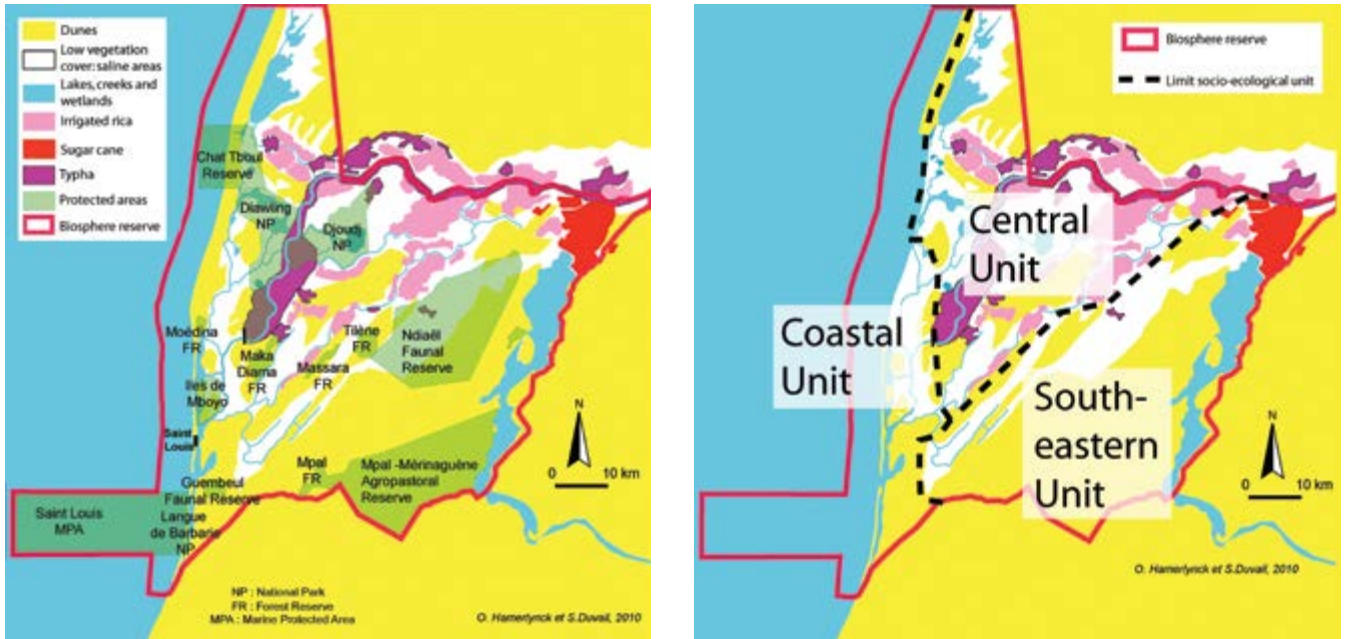 Dunes
Low vegetation
cover: saline areas
Lakes, creeks and
wetlands
Irrigated rica
Sugar cane
Typha
Protected areas
Biosphere reserve
Chat Tboul
Reserve
Diawling
NP
Djoudj
NP
Moëdina
FR
Maka
Diama
FR
Tilène
FR
Massara
FR
Ndiaël
Faunal
Reserve
Iles de
Mboyo
Saint
Louis
Mpal
FR
Mpal -Mérinaguène
Agropastoral
Reserve
Guembeul
Faunal Réserve
Saint Louis
MPA
Langue
de Barbarie
NP
N
0 10 km
NP : National Park
FR : Forest Reserve
MPA : Marine Protected Area
O. Hamerlynck et S.Duvail, 2010
Biosphere reserve
Limit socio-ecological unit
Central
Unit
Coastal
Unit
South-
eastern
Unit
N
0 10 km
O. Hamerlynck et S.Duvail, 2010